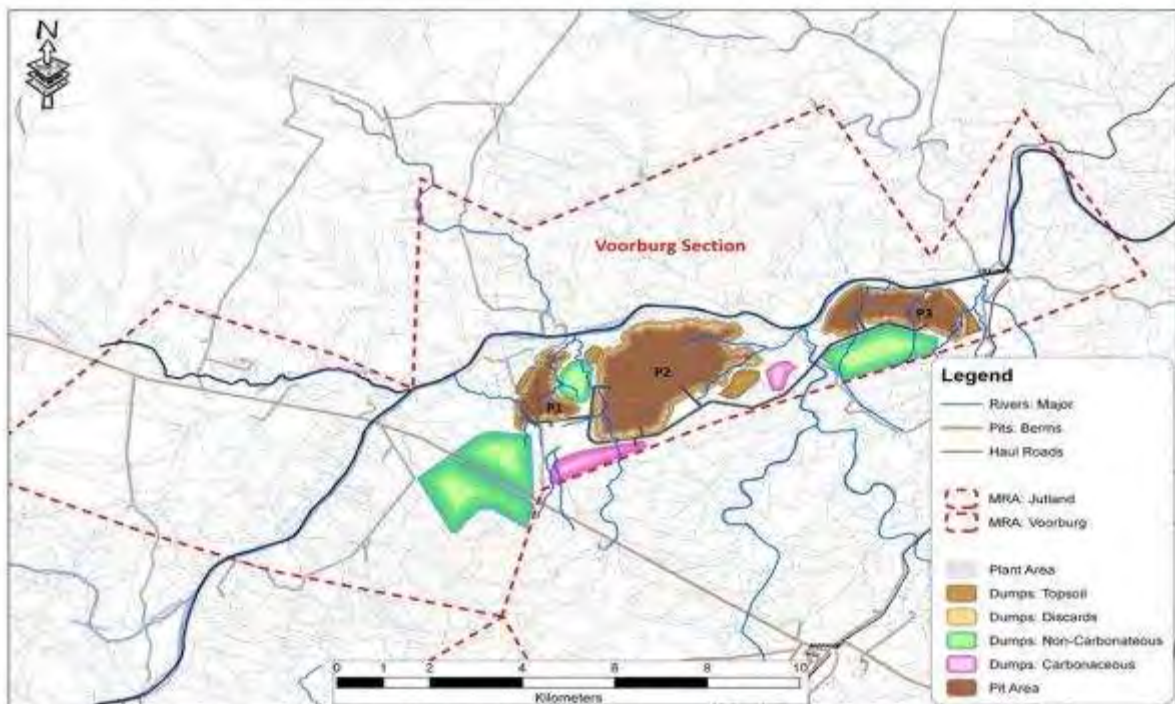 N
Voorburg Section
P3
P2
P1
Legend
Rivers: Major
Pits: Berms
Haul Roads
MRA: Jutland
MRA: Voorburg
Plant Area
Dumps: Topsoil
Dumps: Discards
Dumps: Non-Carbonateous
Dumps: Carbonaceous
Pit Area
0 2 4 6 8 10
Kilometers